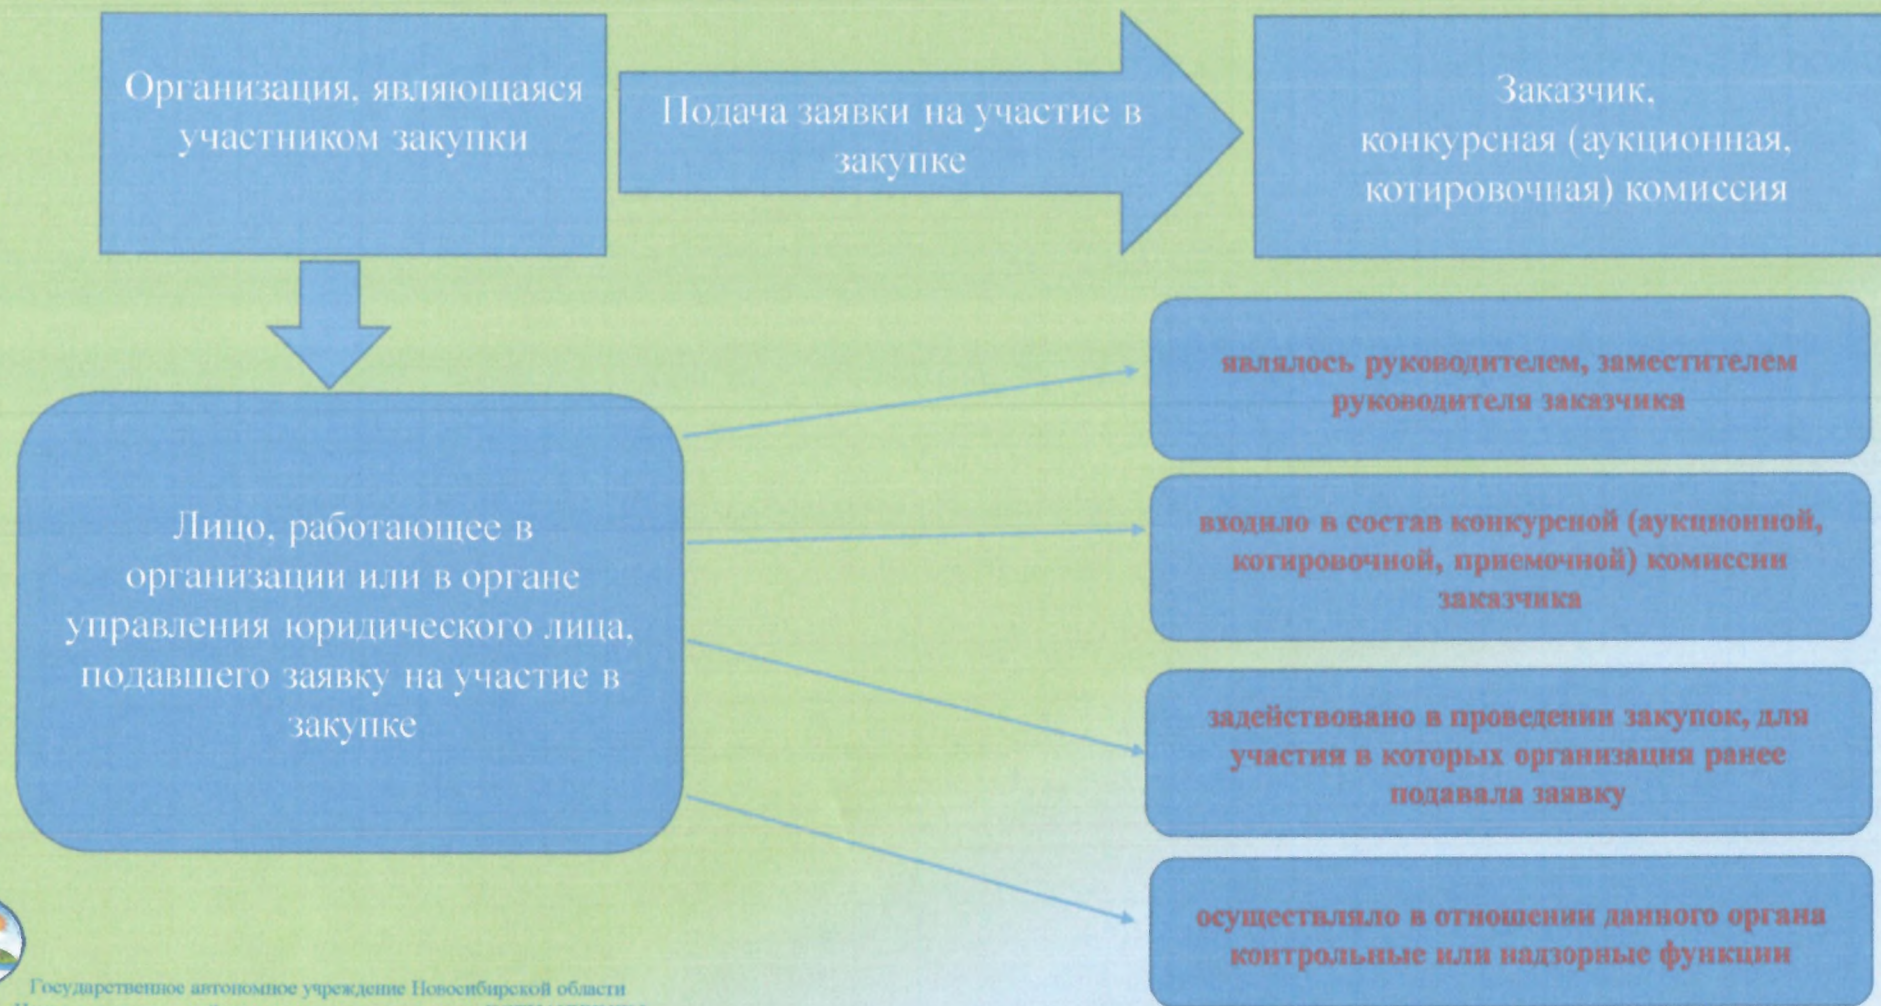 Организация, являющаяся
участником закупки
Подача заявки на участие в
закупке
Заказчик,
конкурсная (аукционная,
котировочная) комиссия
Лицо, работающее в
организации или в органе
управления юридического лица,
подавшего заявку на участие в
закупке
являлось руководителем, заместителем
руководителя заказчика
входило в состав конкурсной (аукционной,
котировочной, приемочной) комиссии
заказчика
задействовано в проведении закупок, для
участия в которых организация ранее
подавала заявку
осуществляло в отношении данного органа
контрольные или надзорные функции
Государственное автономное учреждение Новосибирской области